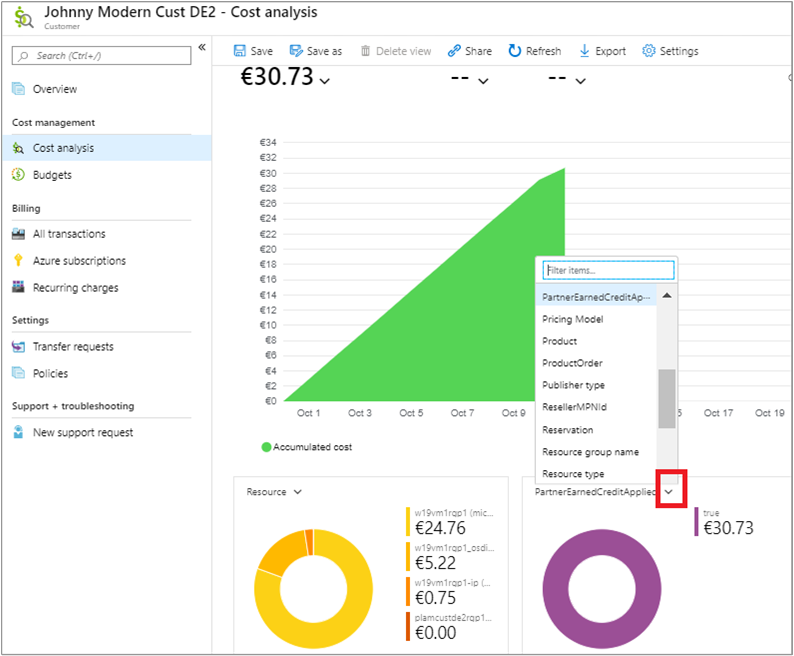 Johnny Modern Cust DE2 - Cost analysis
Customer
Search (Ctrl+/)
«
Overview
Cost management
Cost analysis
Budgets
Billing
All transactions
Azure subscriptions
Recurring charges
Settings
Transfer requests
Policies
Support + troubleshooting
New support request
Save
Save as
Delete view
Share
Refresh
Export
Settings
€30.73
--
--
€34
€32
€30
€28
€26
€24
€22
€20
€18
€16
€14
€12
€10
€8
€6
€4
€2
€0
Oct 1
Oct 3
Oct 5
Oct 7
Oct 9
5
Oct 17
Oct 19
Accumulated cost
Filter items...
PartnerEarnedCreditAp...
Pricing Model
Product
ProductOrder
Publisher type
ResellerMPNId
Reservation
Resource group name
Resource type
Resource
w19vm1rqp1 (mic...
€24.76
w19vm1rqp1_osdi...
€5.22
w19vm1rqp1-ip (...
€0.75
plamcustde2rqp1...
€0.00
PartnerEarnedCreditApplied
true
€30.73